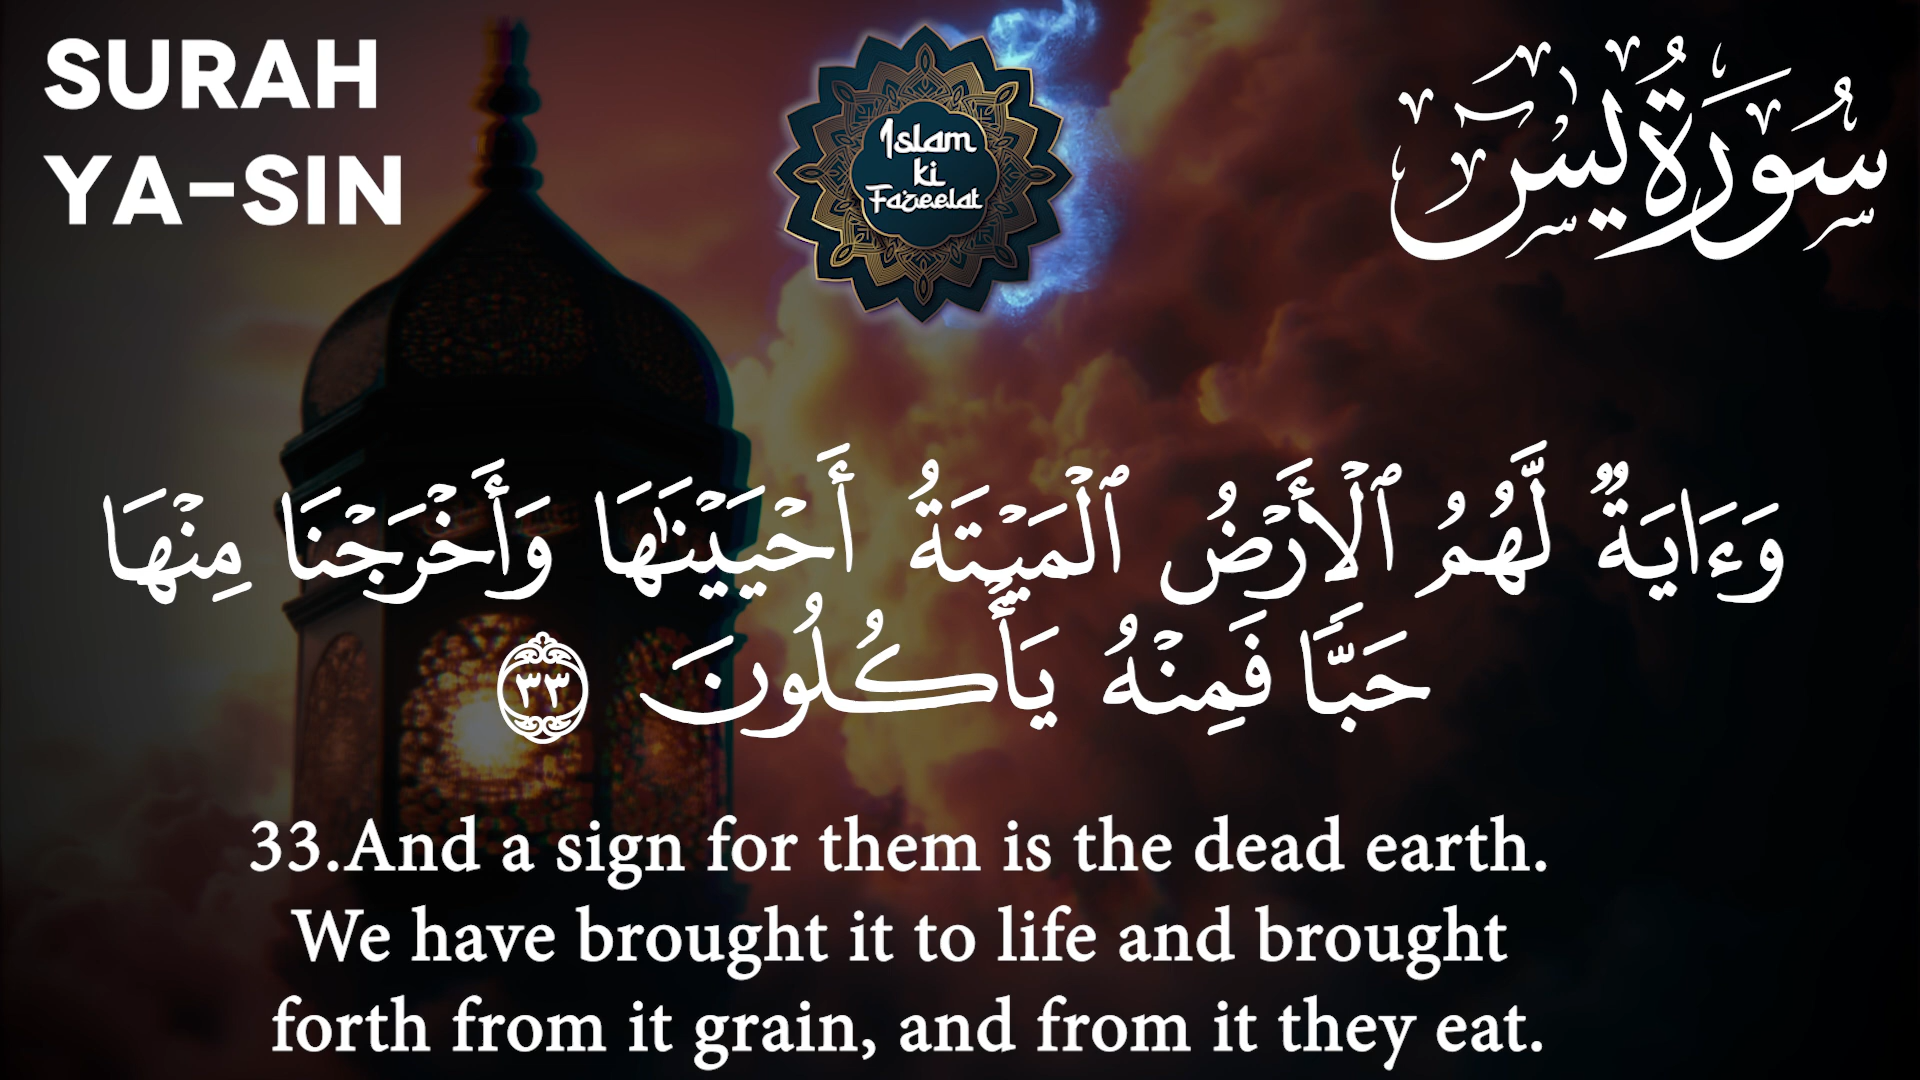 SURAH
YA-SIN
Islam
ki
Fazeelat
سُورَةُ يسٓ
وَءَايَةٌ لَّهُمُ ٱلْأَرْضُ ٱلْمَيْتَةُ أَحْيَيْنَٰهَا وَأَخْرَجْنَا مِنْهَا
حَبًّا فَمِنْهُ يَأْكُلُونَ ٣٣
33.And a sign for them is the dead earth.
We have brought it to life and brought
forth from it grain, and from it they eat.